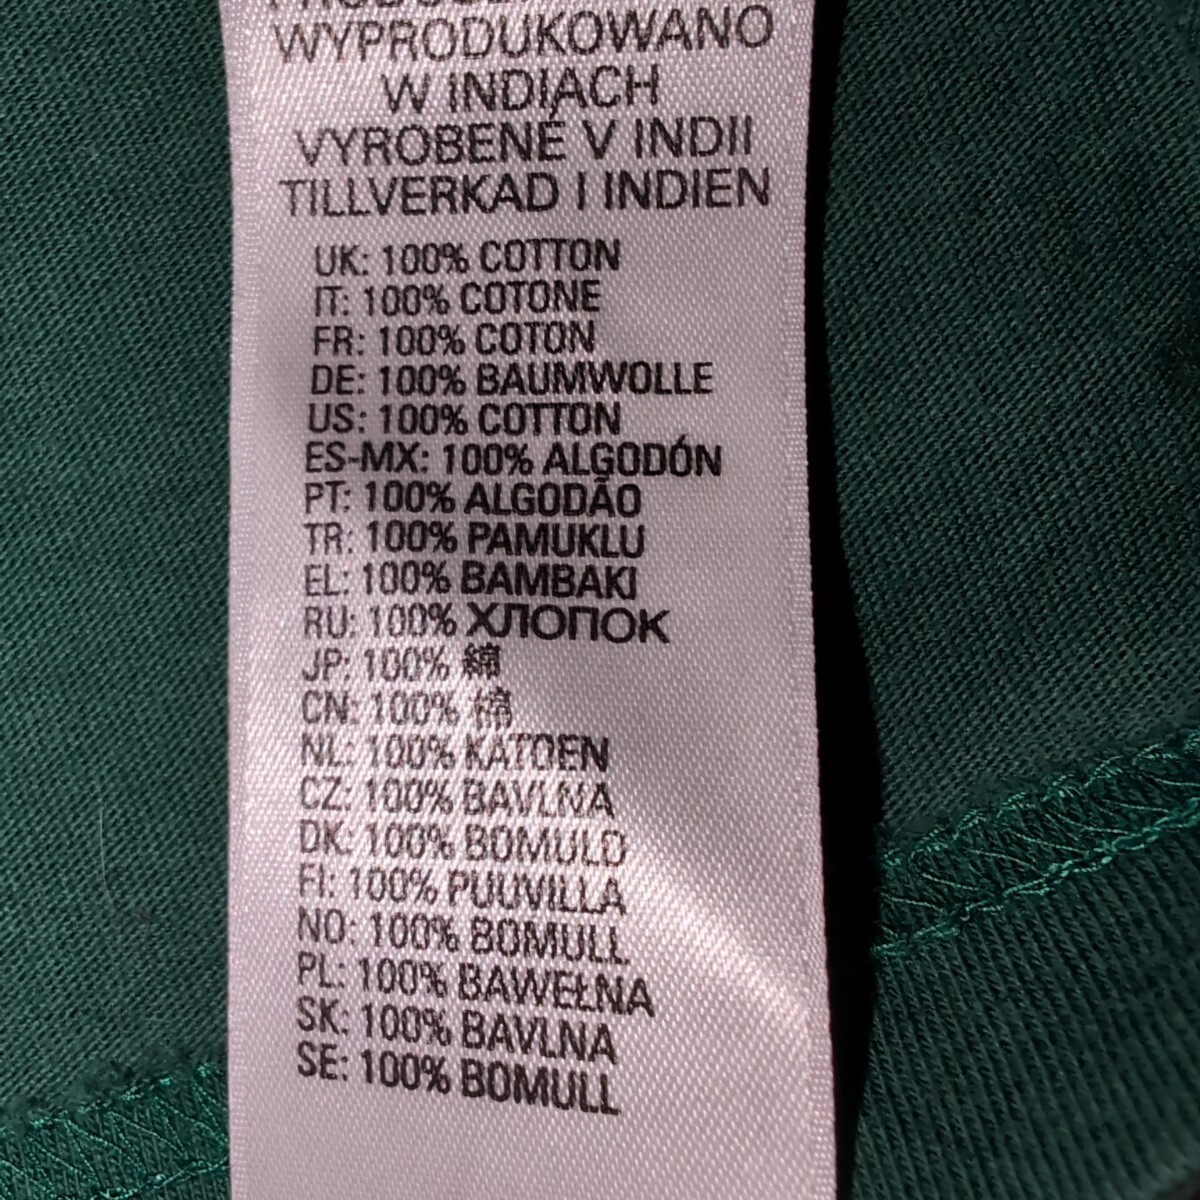 WYPRODUKOWANO
W INDIACH
VYROBENÉ V INDII
TILLVERKAD I INDIEN
UK: 100% COTTON
IT: 100% COTONE
FR: 100% COTON
DE: 100% BAUMWOLLE
US: 100% COTTON
ES-MX: 100% ALGODÓN
PT: 100% ALGODÃO
TR: 100% PAMUKLU
EL: 100% BAMBAKI
RU: 100% ХЛОПОК
JP: 100% 綿
CN: 100% 棉
NL: 100% KATOEN
CZ: 100% BAVLNA
DK: 100% BOMULD
FI: 100% PUUVILLA
NO: 100% BOMULL
PL: 100% BAWEŁNA
SK: 100% BAVLNA
SE: 100% BOMULL